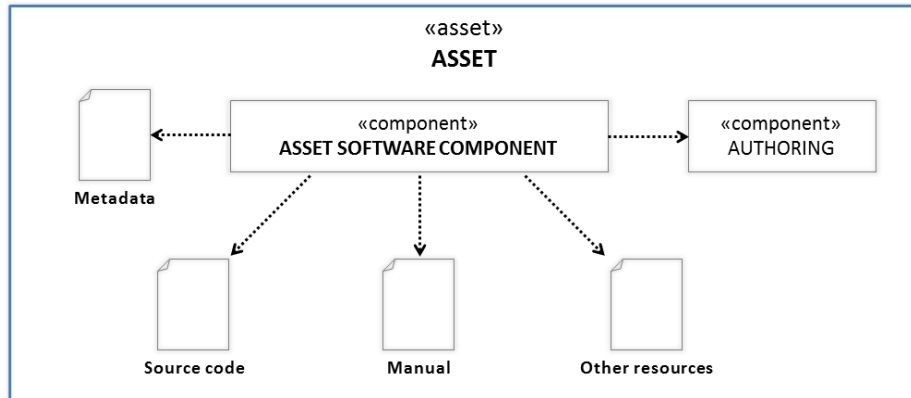 «asset»
ASSET
«component»
ASSET SOFTWARE COMPONENT
«component»
AUTHORING
Metadata
Source code
Manual
Other resources